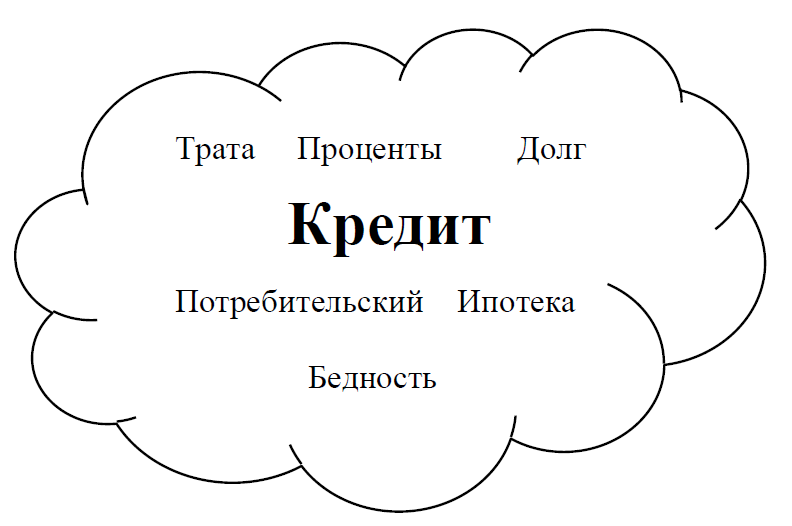 Трата Проценты Долг
Кредит
Потребительский Ипотека
Бедность